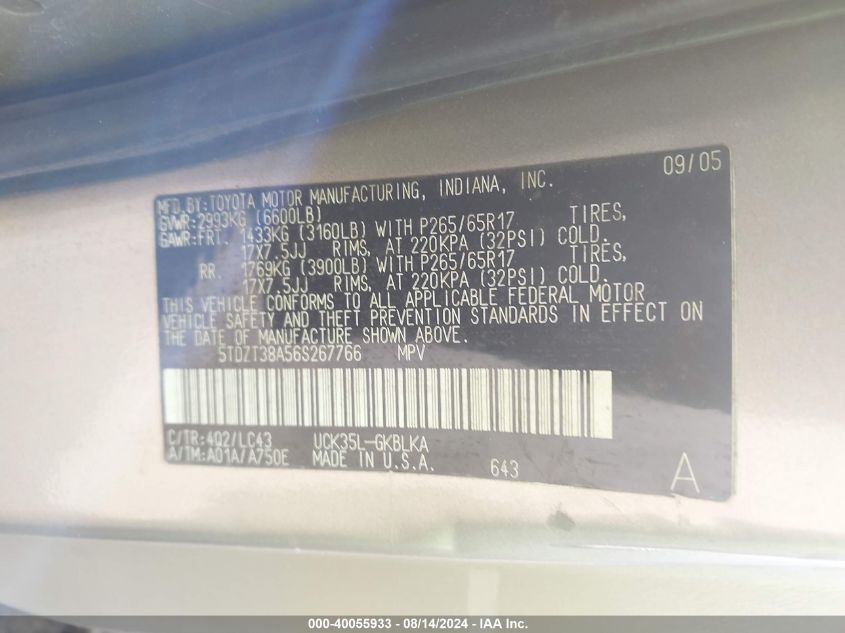 09/05
MFD.BY:TOYOTA MOTOR MANUFACTURING, INDIANA, INC.
GVWR:2993KG (6600LB)
GAWR:FRT. 1433KG (3160LB) WITH P265/65R17 TIRES,
17X7.5JJ RIMS, AT 220KPA (32PSI) COLD.
RR. 1769KG (3900LB) WITH P265/65R17 TIRES,
17X7.5JJ RIMS, AT 220KPA (32PSI) COLD.
THIS VEHICLE CONFORMS TO ALL APPLICABLE FEDERAL MOTOR
VEHICLE SAFETY AND THEFT PREVENTION STANDARDS IN EFFECT ON
THE DATE OF MANUFACTURE SHOWN ABOVE.
5TDZT38A56S267766 MPV
C/TR:4Q2/LC43 UCK35L-GKBLKA
A/TM:A01A/A750E MADE IN U.S.A. 643 A
000-40055933 - 08/14/2024 - IAA Inc.